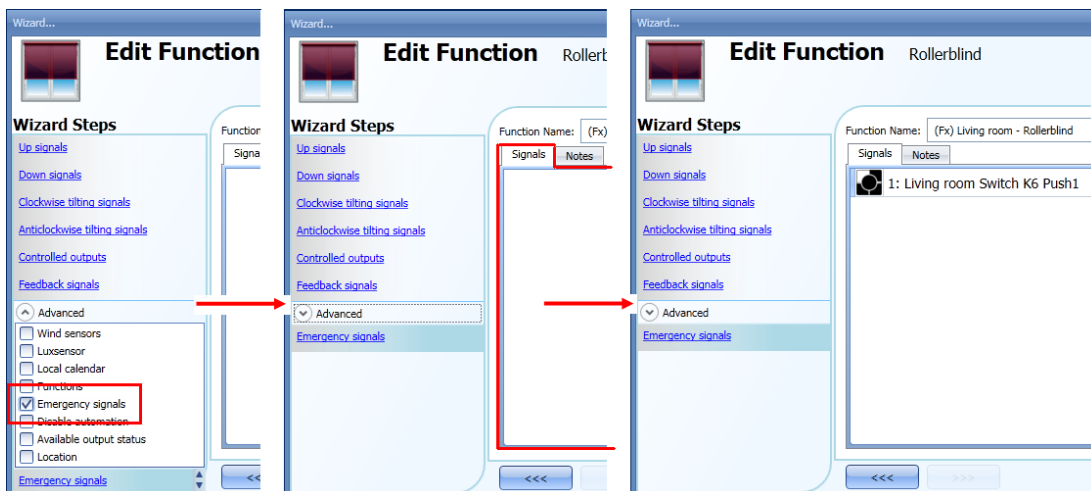 Wizard...
Edit Function
Wizard Steps
Up signals
Down signals
Clockwise tilting signals
Anticlockwise tilting signals
Controlled outputs
Feedback signals
Advanced
Wind sensors
Luxsensor
Local calendar
Functions
Emergency signals
Disable automation
Available output status
Location
Emergency signals
Function
Signa
<<
Wizard...
Edit Function Rollerb
Wizard Steps
Up signals
Down signals
Clockwise tilting signals
Anticlockwise tilting signals
Controlled outputs
Feedback signals
Advanced
Emergency signals
Function Name: (Fx)
Signals Notes
<<<
Wizard...
Edit Function Rollerblind
Wizard Steps
Up signals
Down signals
Clockwise tilting signals
Anticlockwise tilting signals
Controlled outputs
Feedback signals
Advanced
Emergency signals
Function Name: (Fx) Living room - Rollerblind
Signals Notes
1: Living room Switch K6 Push1
<<< >>>